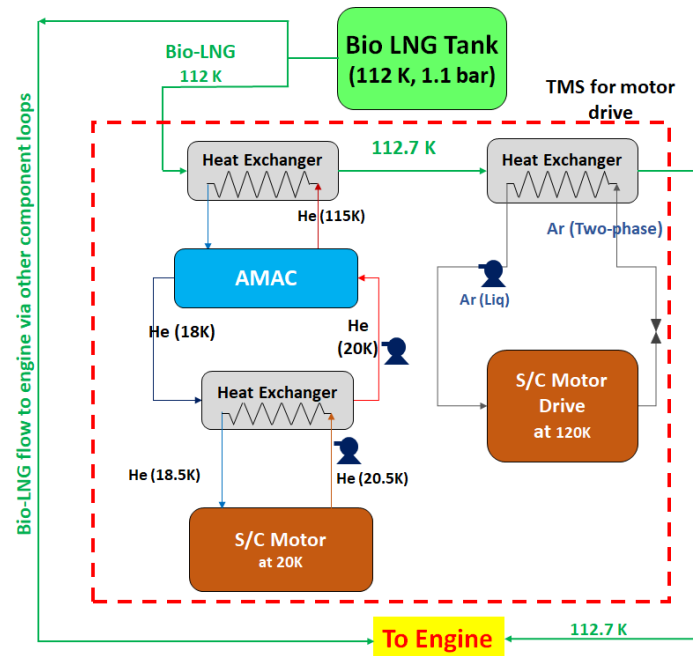 Bio LNG Tank
(112 K, 1.1 bar)
Bio-LNG
112 K
TMS for motor
drive
Heat Exchanger
112.7 K
Heat Exchanger
He (115K)
Ar (Two-phase)
AMAC
Ar (Liq)
He (18K)
He
(20K)
Heat Exchanger
S/C Motor
Drive
at 120K
He (18.5K)
He (20.5K)
S/C Motor
at 20K
Bio-LNG flow to engine via other component loops
To Engine
112.7 K